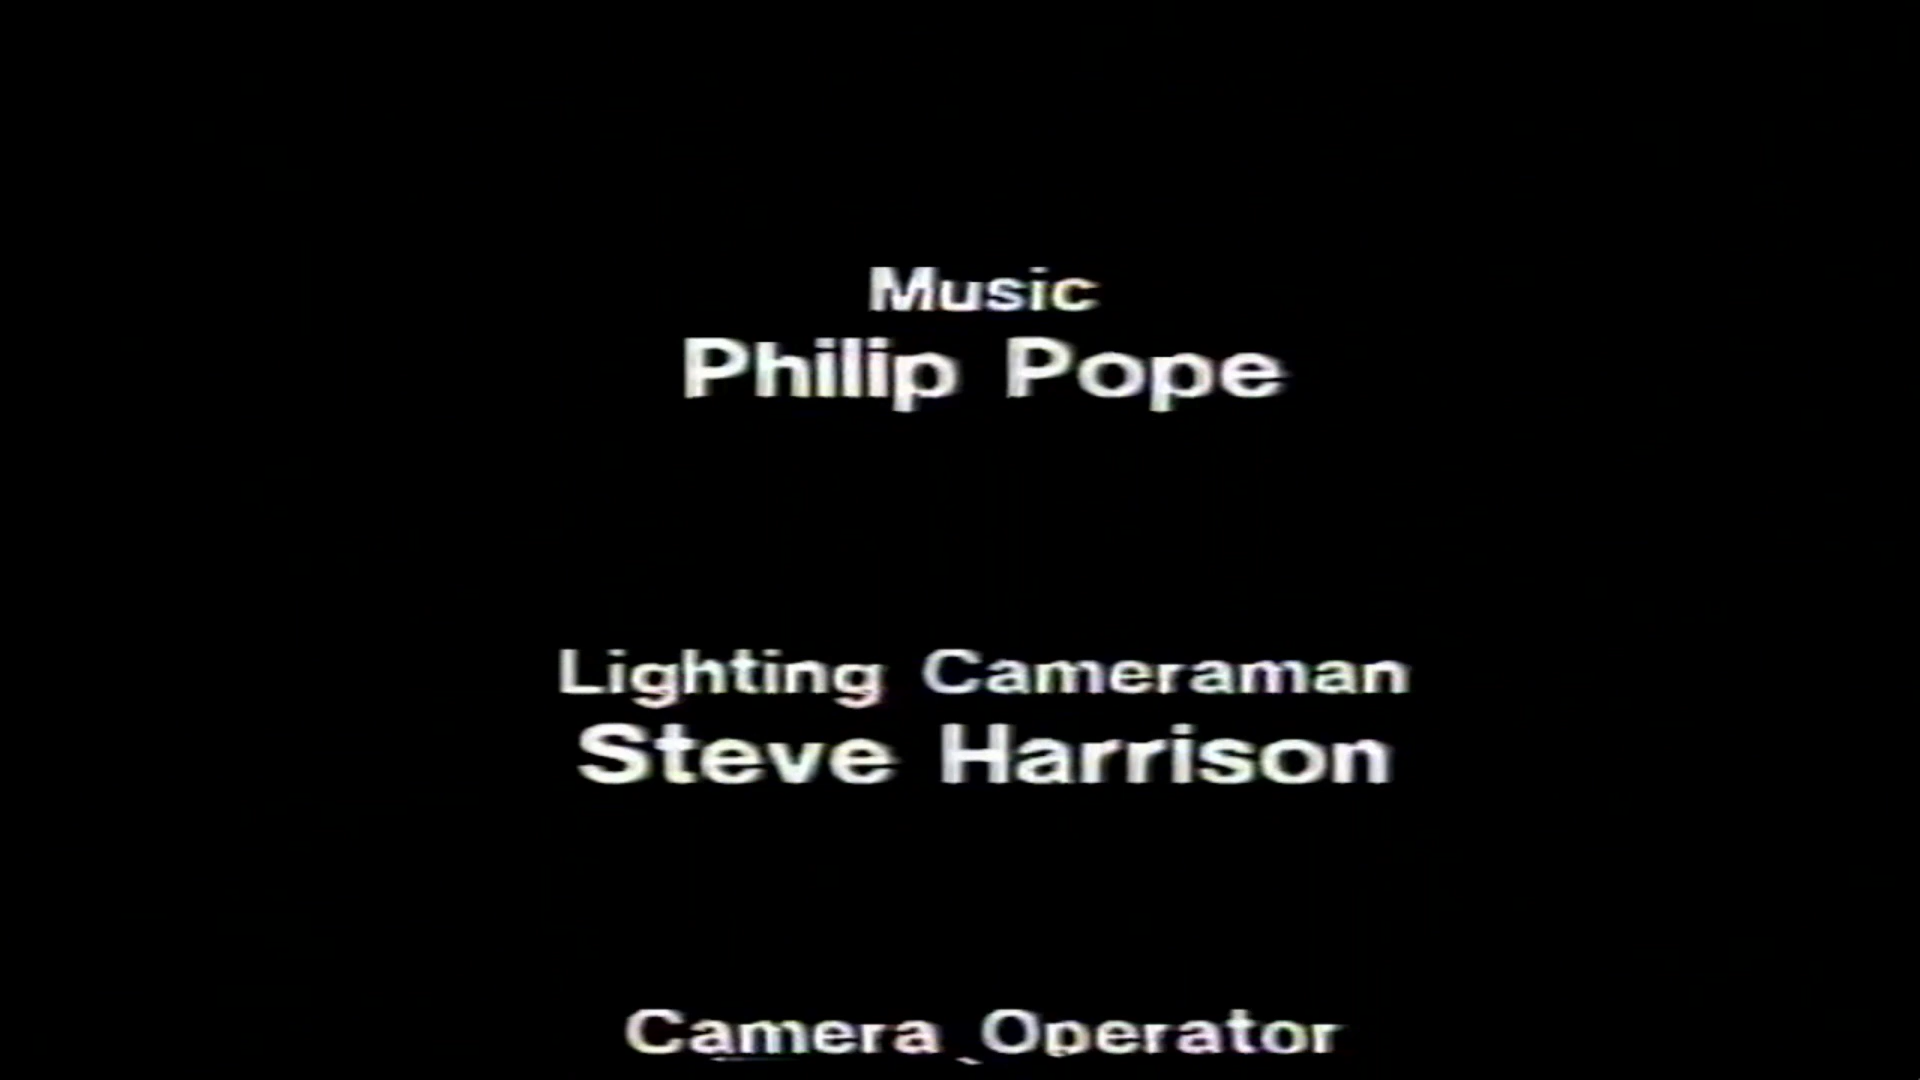 Music
Philip Pope
Lighting Cameraman
Steve Harrison
Camera Operator